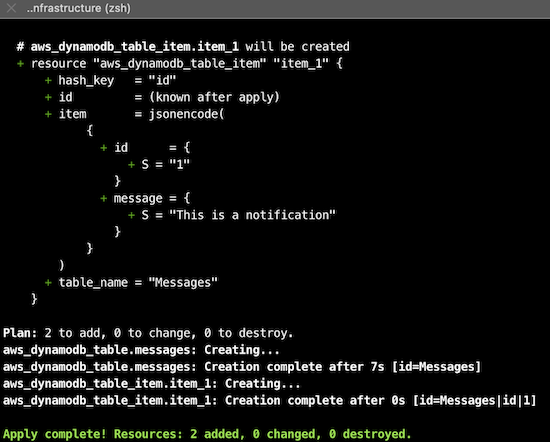 ..nfrastructure (zsh)
# aws_dynamodb_table_item.item_1 will be created
+ resource "aws_dynamodb_table_item" "item_1" {
+ hash_key   = "id"
+ id         = (known after apply)
+ item       = jsonencode(
{
+ id      = {
+ S = "1"
}
+ message = {
+ S = "This is a notification"
}
}
)
+ table_name = "Messages"
}
Plan: 2 to add, 0 to change, 0 to destroy.
aws_dynamodb_table.messages: Creating...
aws_dynamodb_table.messages: Creation complete after 7s [id=Messages]
aws_dynamodb_table_item.item_1: Creating...
aws_dynamodb_table_item.item_1: Creation complete after 0s [id=Messages|id|1]
Apply complete! Resources: 2 added, 0 changed, 0 destroyed.